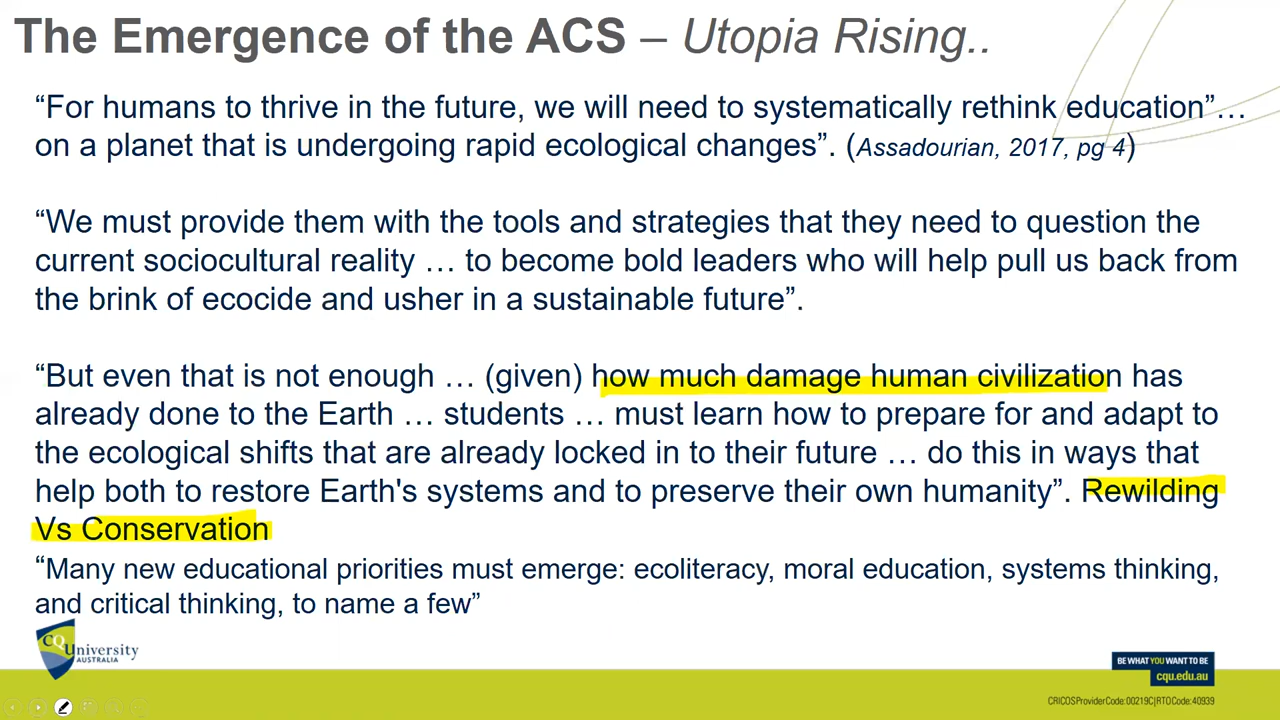 The Emergence of the ACS – Utopia Rising..
“For humans to thrive in the future, we will need to systematically rethink education”…
on a planet that is undergoing rapid ecological changes”. (Assadourian, 2017, pg 4)
“We must provide them with the tools and strategies that they need to question the
current sociocultural reality … to become bold leaders who will help pull us back from
the brink of ecocide and usher in a sustainable future”.
“But even that is not enough … (given) how much damage human civilization has
already done to the Earth … students … must learn how to prepare for and adapt to
the ecological shifts that are already locked in to their future … do this in ways that
help both to restore Earth's systems and to preserve their own humanity”. Rewilding
Vs Conservation
“Many new educational priorities must emerge: ecoliteracy, moral education, systems thinking,
and critical thinking, to name a few”
CQUniversity
AUSTRALIA
BE WHAT YOU WANT TO BE
cqu.edu.au
CRICOS Provider Code: 00219C | RTO Code: 40939